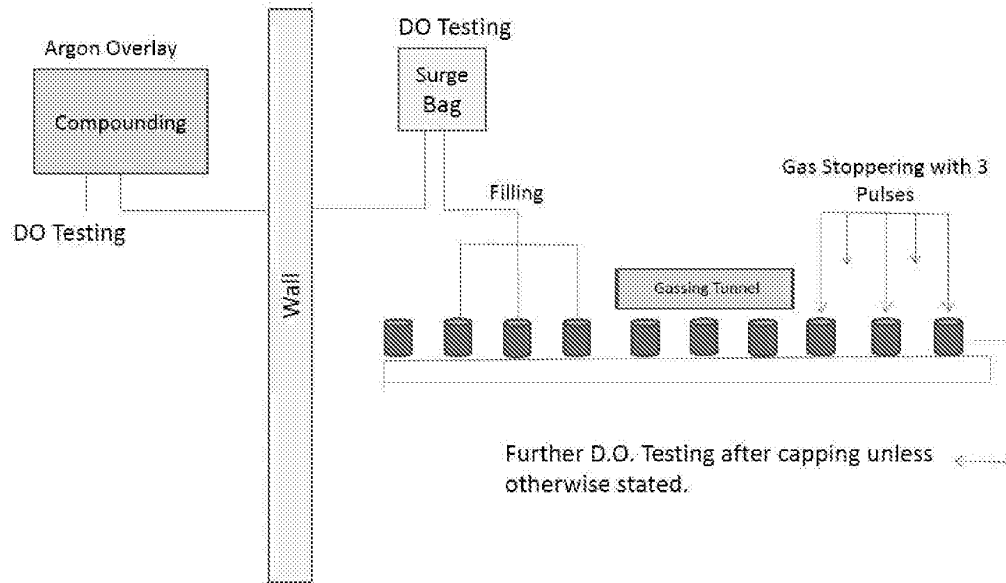 Argon Overlay
Compounding
DO Testing
Wall
DO Testing
Surge
Bag
Filling
Gassing Tunnel
Gas Stoppering with 3
Pulses
Further D.O. Testing after capping unless
otherwise stated.